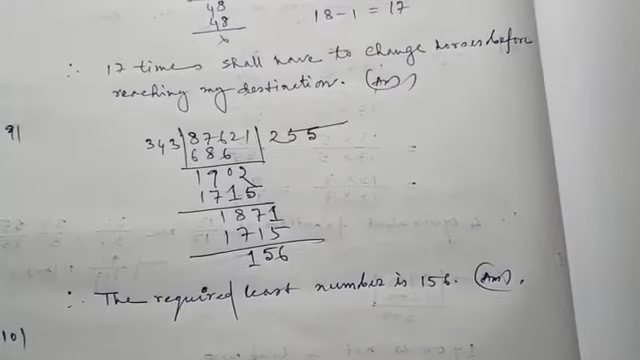 48
48
x
18-1=17
∴ 17 times shall have to change horses before
reaching my destination. (Ans)
9)
343 | 87621 | 255
686
1902
1715
1871
1715
156
∴ The required least number is 156. (Ans).
10)